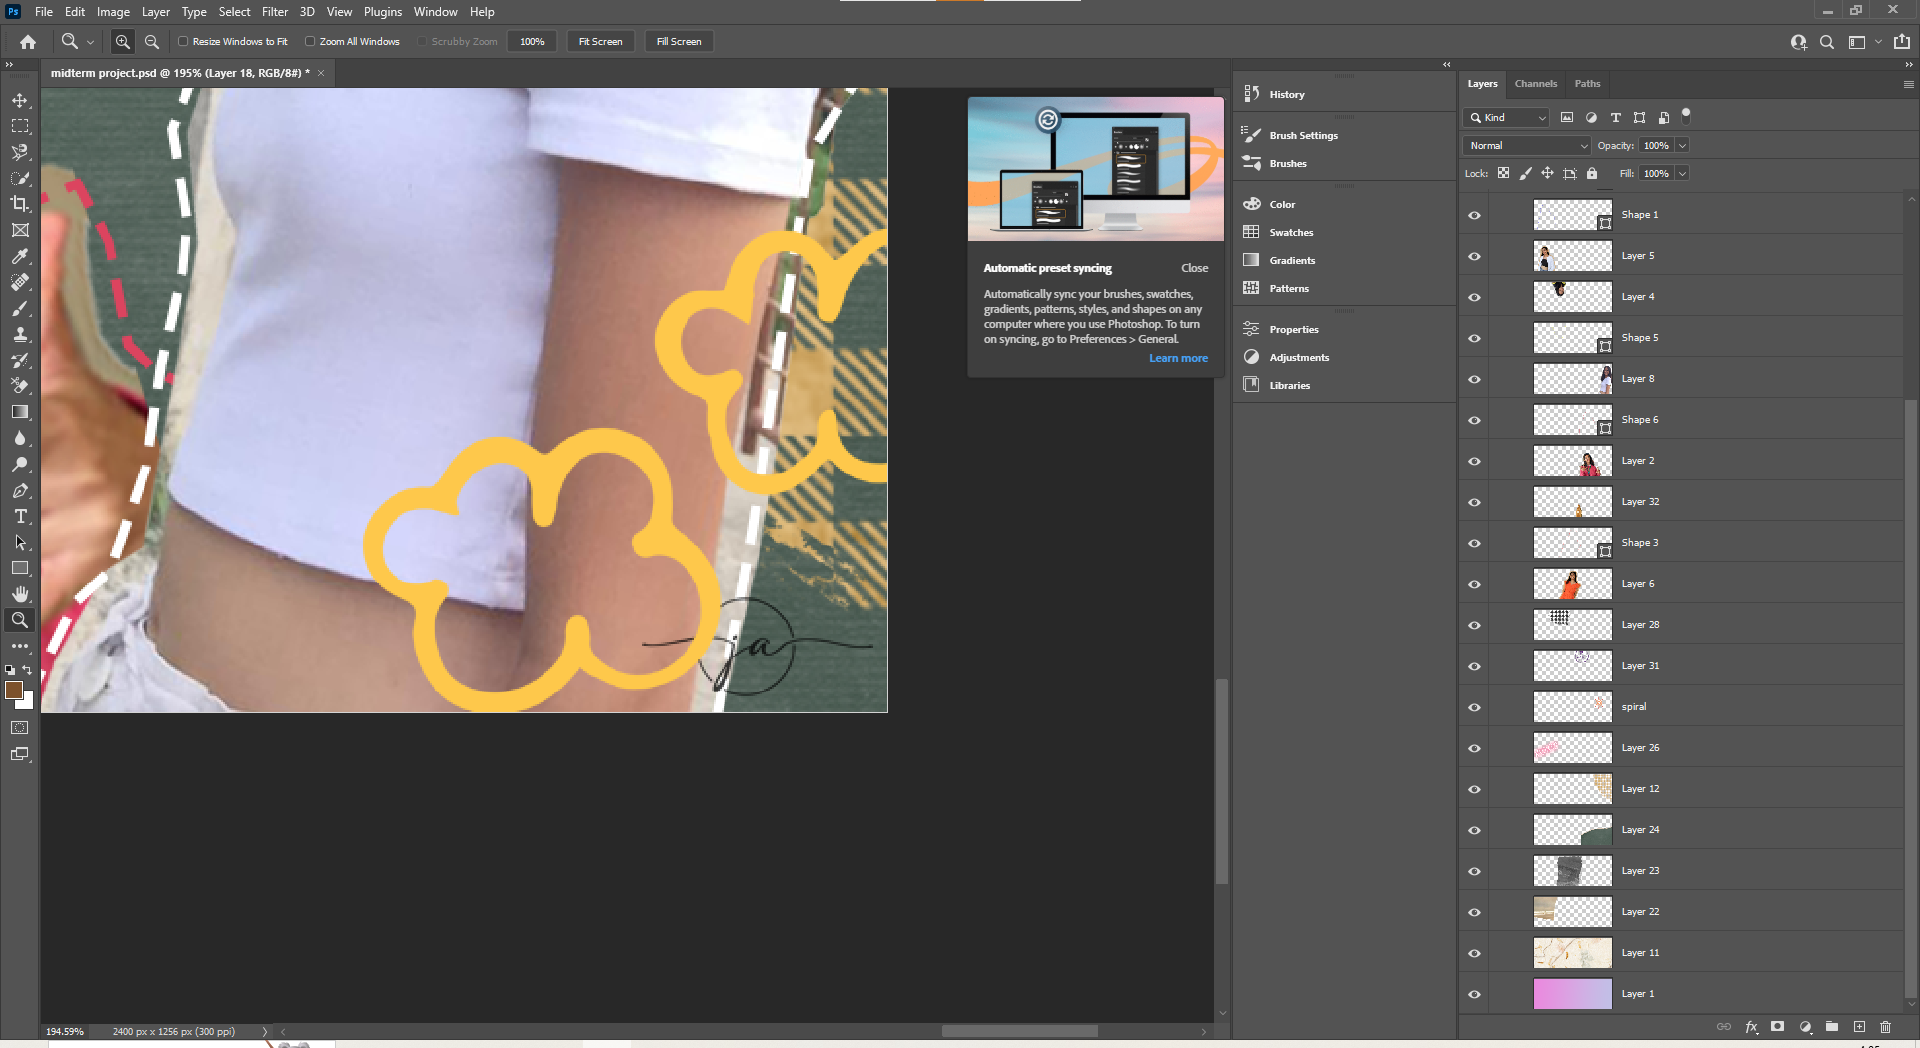 Ps File Edit Image Layer Type Select Filter 3D View Plugins Window Help
Resize Windows to Fit Zoom All Windows Scrubby Zoom 100% Fit Screen Fill Screen
midterm project.psd @ 195% (Layer 18, RGB/8#) * ×
ja
Automatic preset syncing Close
Automatically sync your brushes, swatches,
gradients, patterns, styles, and shapes on any
computer where you use Photoshop. To turn
on syncing, go to Preferences > General.
Learn more
History
Brush Settings
Brushes
Color
Swatches
Gradients
Patterns
Properties
Adjustments
Libraries
Layers Channels Paths
Kind
Normal Opacity: 100%
Lock: Fill: 100%
Shape 1
Layer 5
Layer 4
Shape 5
Layer 8
Shape 6
Layer 2
Layer 32
Shape 3
Layer 6
Layer 28
Layer 31
spiral
Layer 26
Layer 12
Layer 24
Layer 23
Layer 22
Layer 11
Layer 1
fx
194.59% 2400 px x 1256 px (300 ppi)